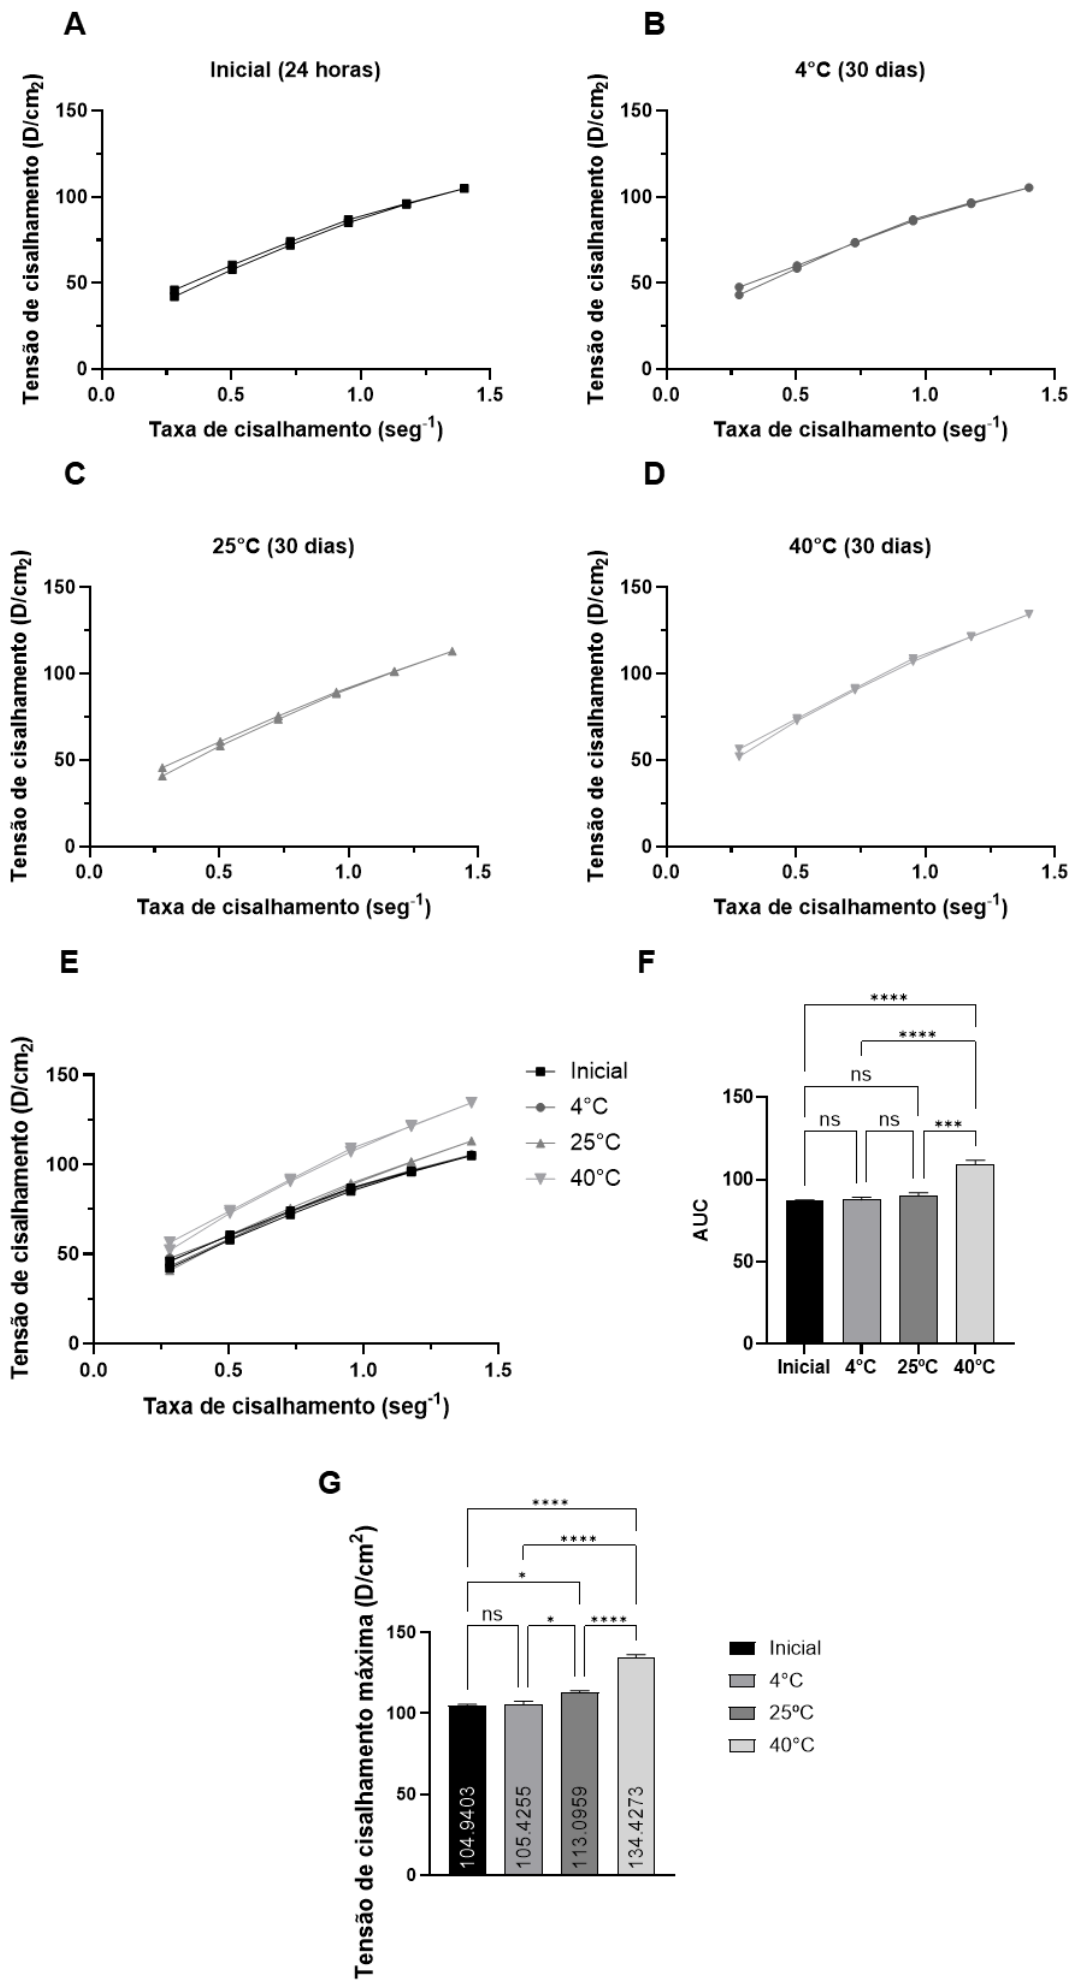 A
Inicial (24 horas)
Tensão de cisalhamento (D/cm2)
150
100
50
0
0.0
0.5
1.0
1.5
Taxa de cisalhamento (seg-1)
B
4°C (30 dias)
Tensão de cisalhamento (D/cm2)
150
100
50
0
0.0
0.5
1.0
1.5
Taxa de cisalhamento (seg-1)
C
25°C (30 dias)
Tensão de cisalhamento (D/cm2)
150
100
50
0
0.0
0.5
1.0
1.5
Taxa de cisalhamento (seg-1)
D
40°C (30 dias)
Tensão de cisalhamento (D/cm2)
150
100
50
0
0.0
0.5
1.0
1.5
Taxa de cisalhamento (seg-1)
E
Tensão de cisalhamento (D/cm2)
150
100
50
0
0.0
0.5
1.0
1.5
Taxa de cisalhamento (seg-1)
Inicial
4°C
25°C
40°C
F
****
****
ns
ns
ns
***
AUC
150
100
50
0
Inicial
4°C
25ºC
40°C
G
****
****
*
ns
*
****
Tensão de cisalhamento máxima (D/cm2)
150
100
50
0
104.9403
105.4255
113.0959
134.4273
Inicial
4°C
25ºC
40°C